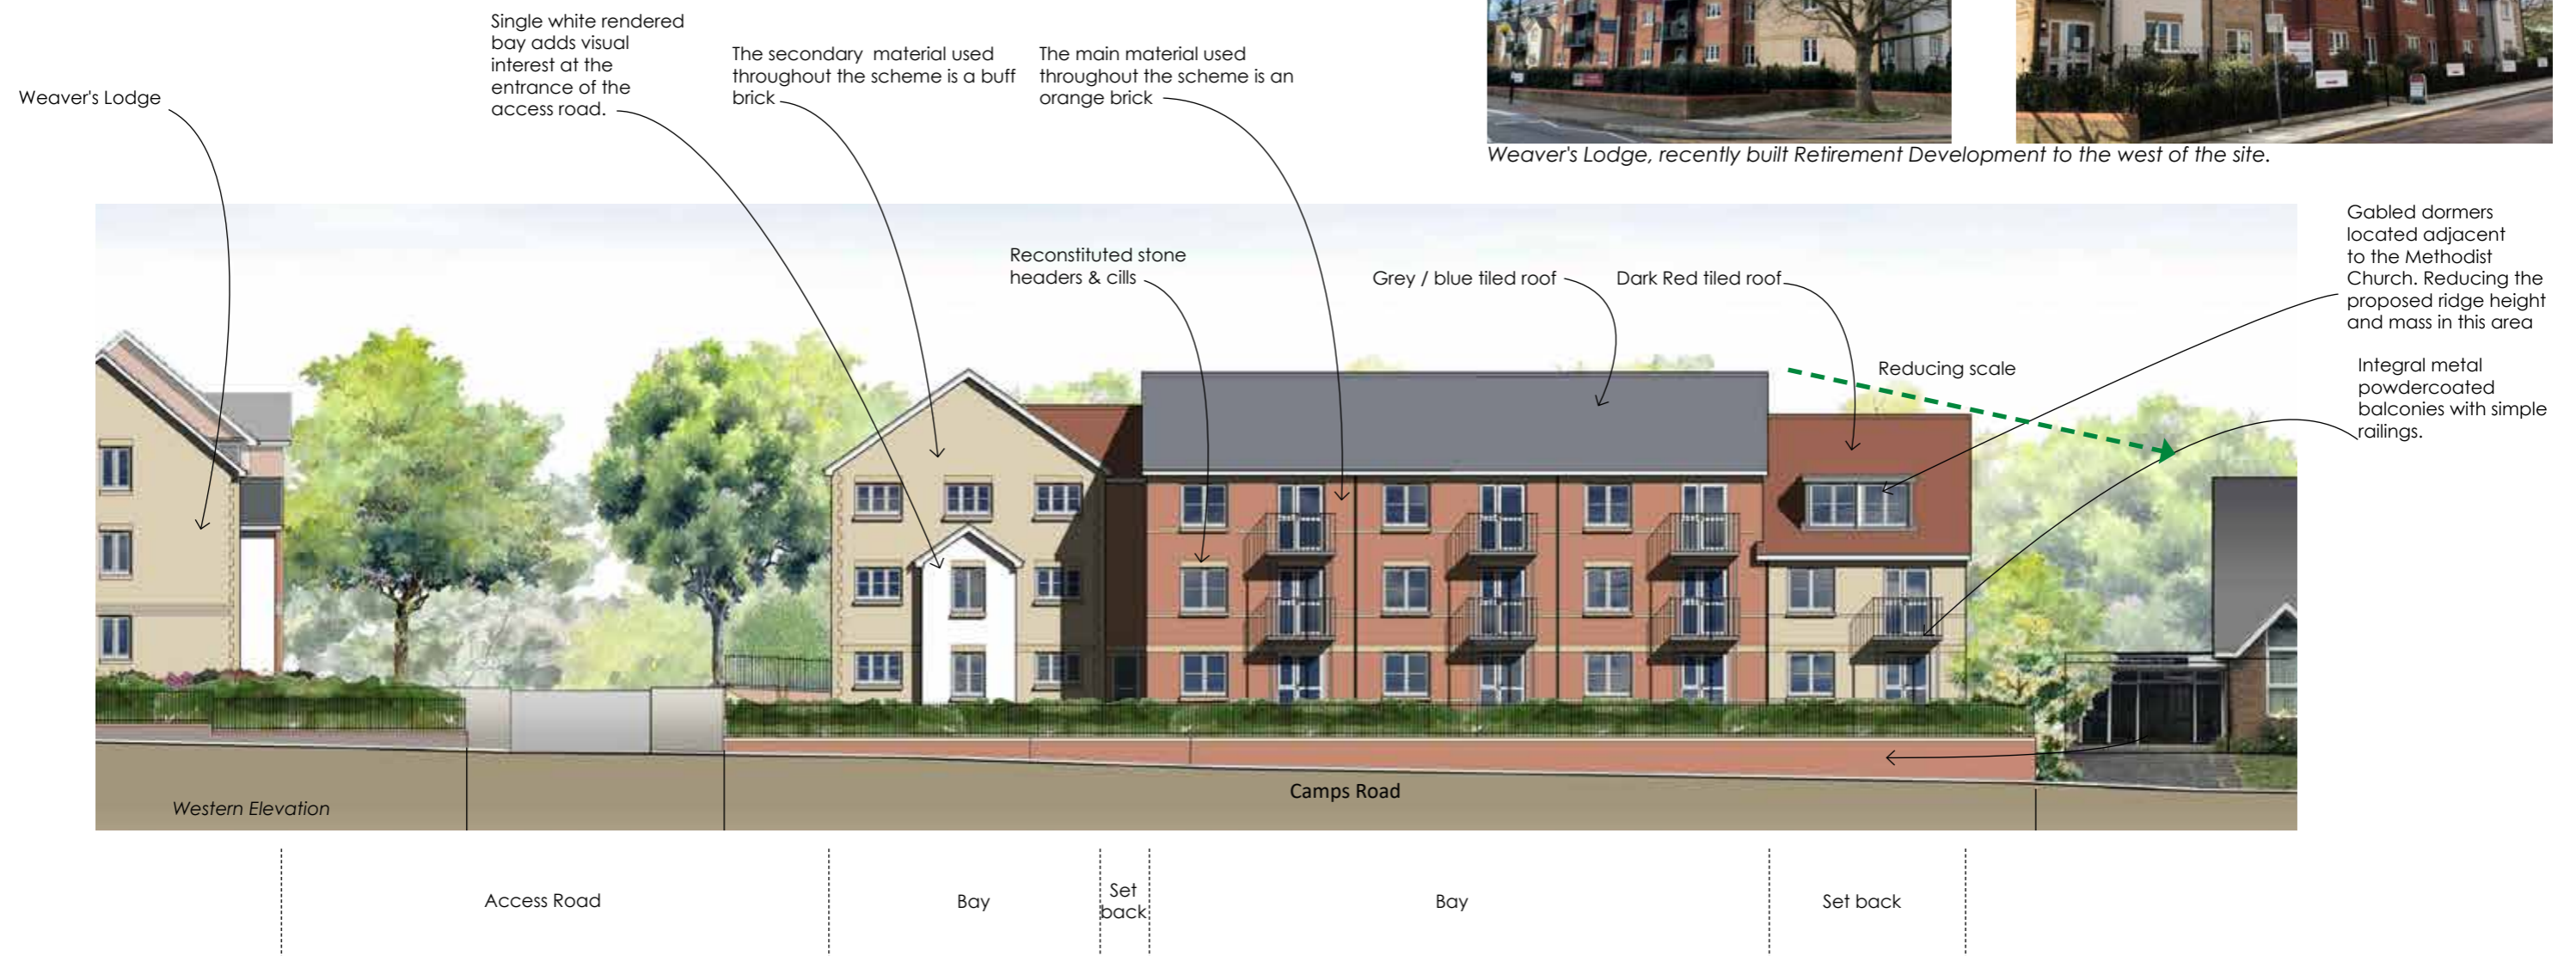 Single white rendered
bay adds visual
interest at the
entrance of the
access road.
The secondary  material used
throughout the scheme is a buff
brick
The main material used
throughout the scheme is an
orange brick
Weaver's Lodge
Weaver's Lodge, recently built Retirement Development to the west of the site.
Gabled dormers
located adjacent
to the Methodist
Church. Reducing the
proposed ridge height
and mass in this area
Reconstituted stone
headers & cills
Grey / blue tiled roof
Dark Red tiled roof
Reducing scale
Integral metal
powdercoated
balconies with simple
railings.
Camps Road
Western Elevation
Access Road
Bay
Set
back
Bay
Set back